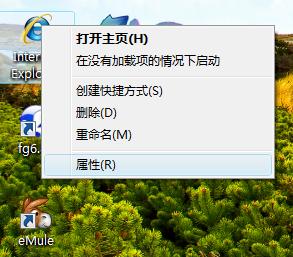 打开主页(H)
在没有加载项的情况下启动
创建快捷方式(S)
删除(D)
重命名(M)
属性(R)
Inter
Explo
fg6.
eMule